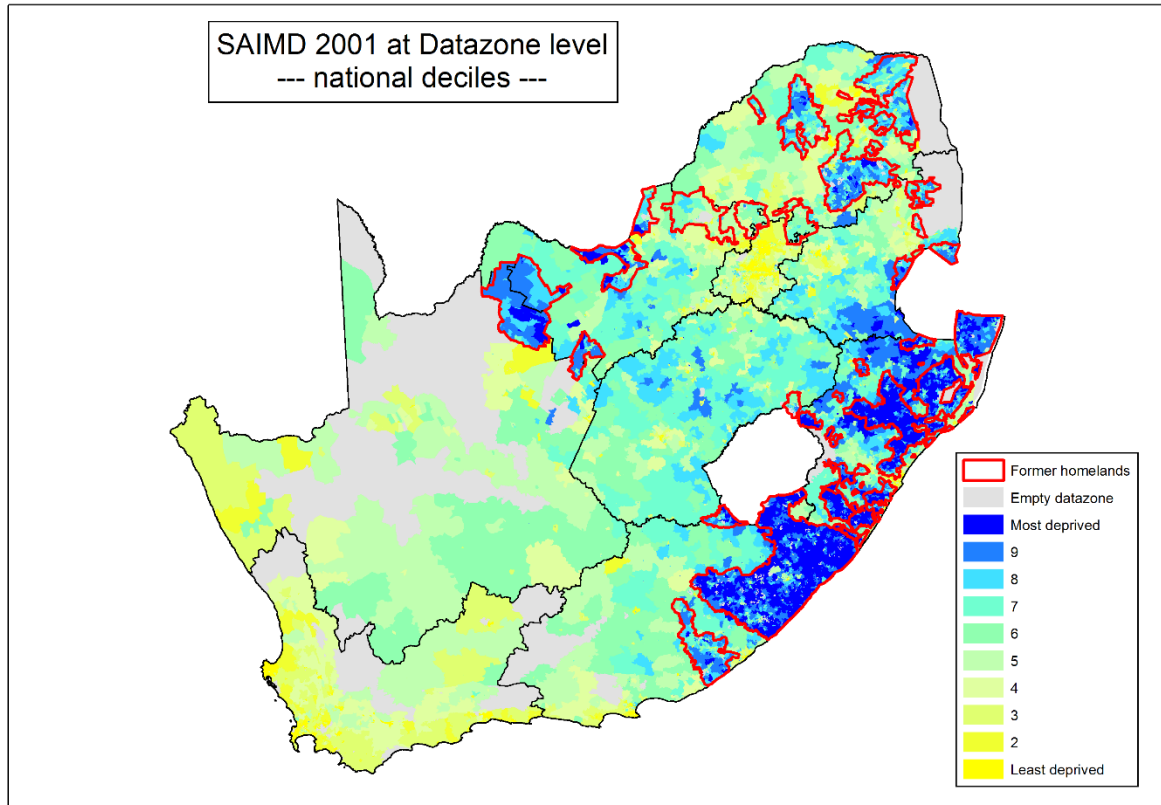 SAIMD 2001 at Datazone level
--- national deciles ---
Former homelands
Empty datazone
Most deprived
9
8
7
6
5
4
3
2
Least deprived